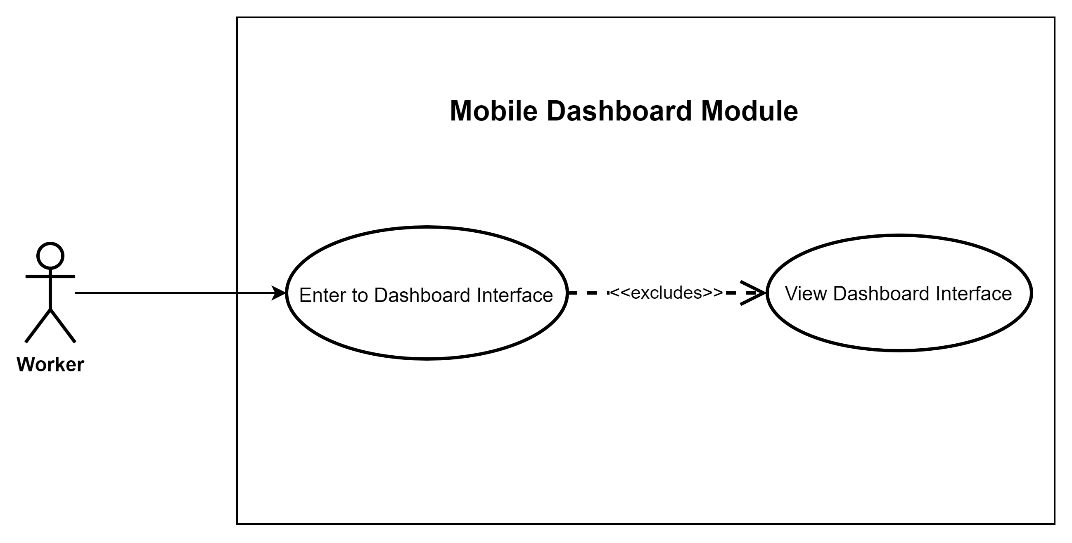 Mobile Dashboard Module
Enter to Dashboard Interface
<<excludes>>
View Dashboard Interface
Worker